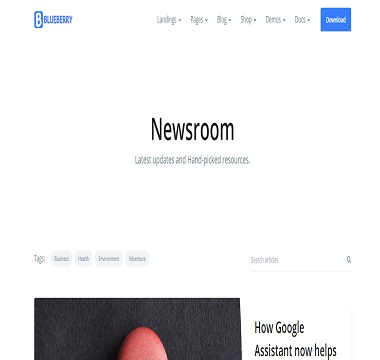 BLUEBERRY
Landings Pages Blog Shop Demos Docs Download
Newsroom
Latest updates and Hand-picked resources.
Tags: Business Health Environment Adventure
Search articles
How Google
Assistant now helps